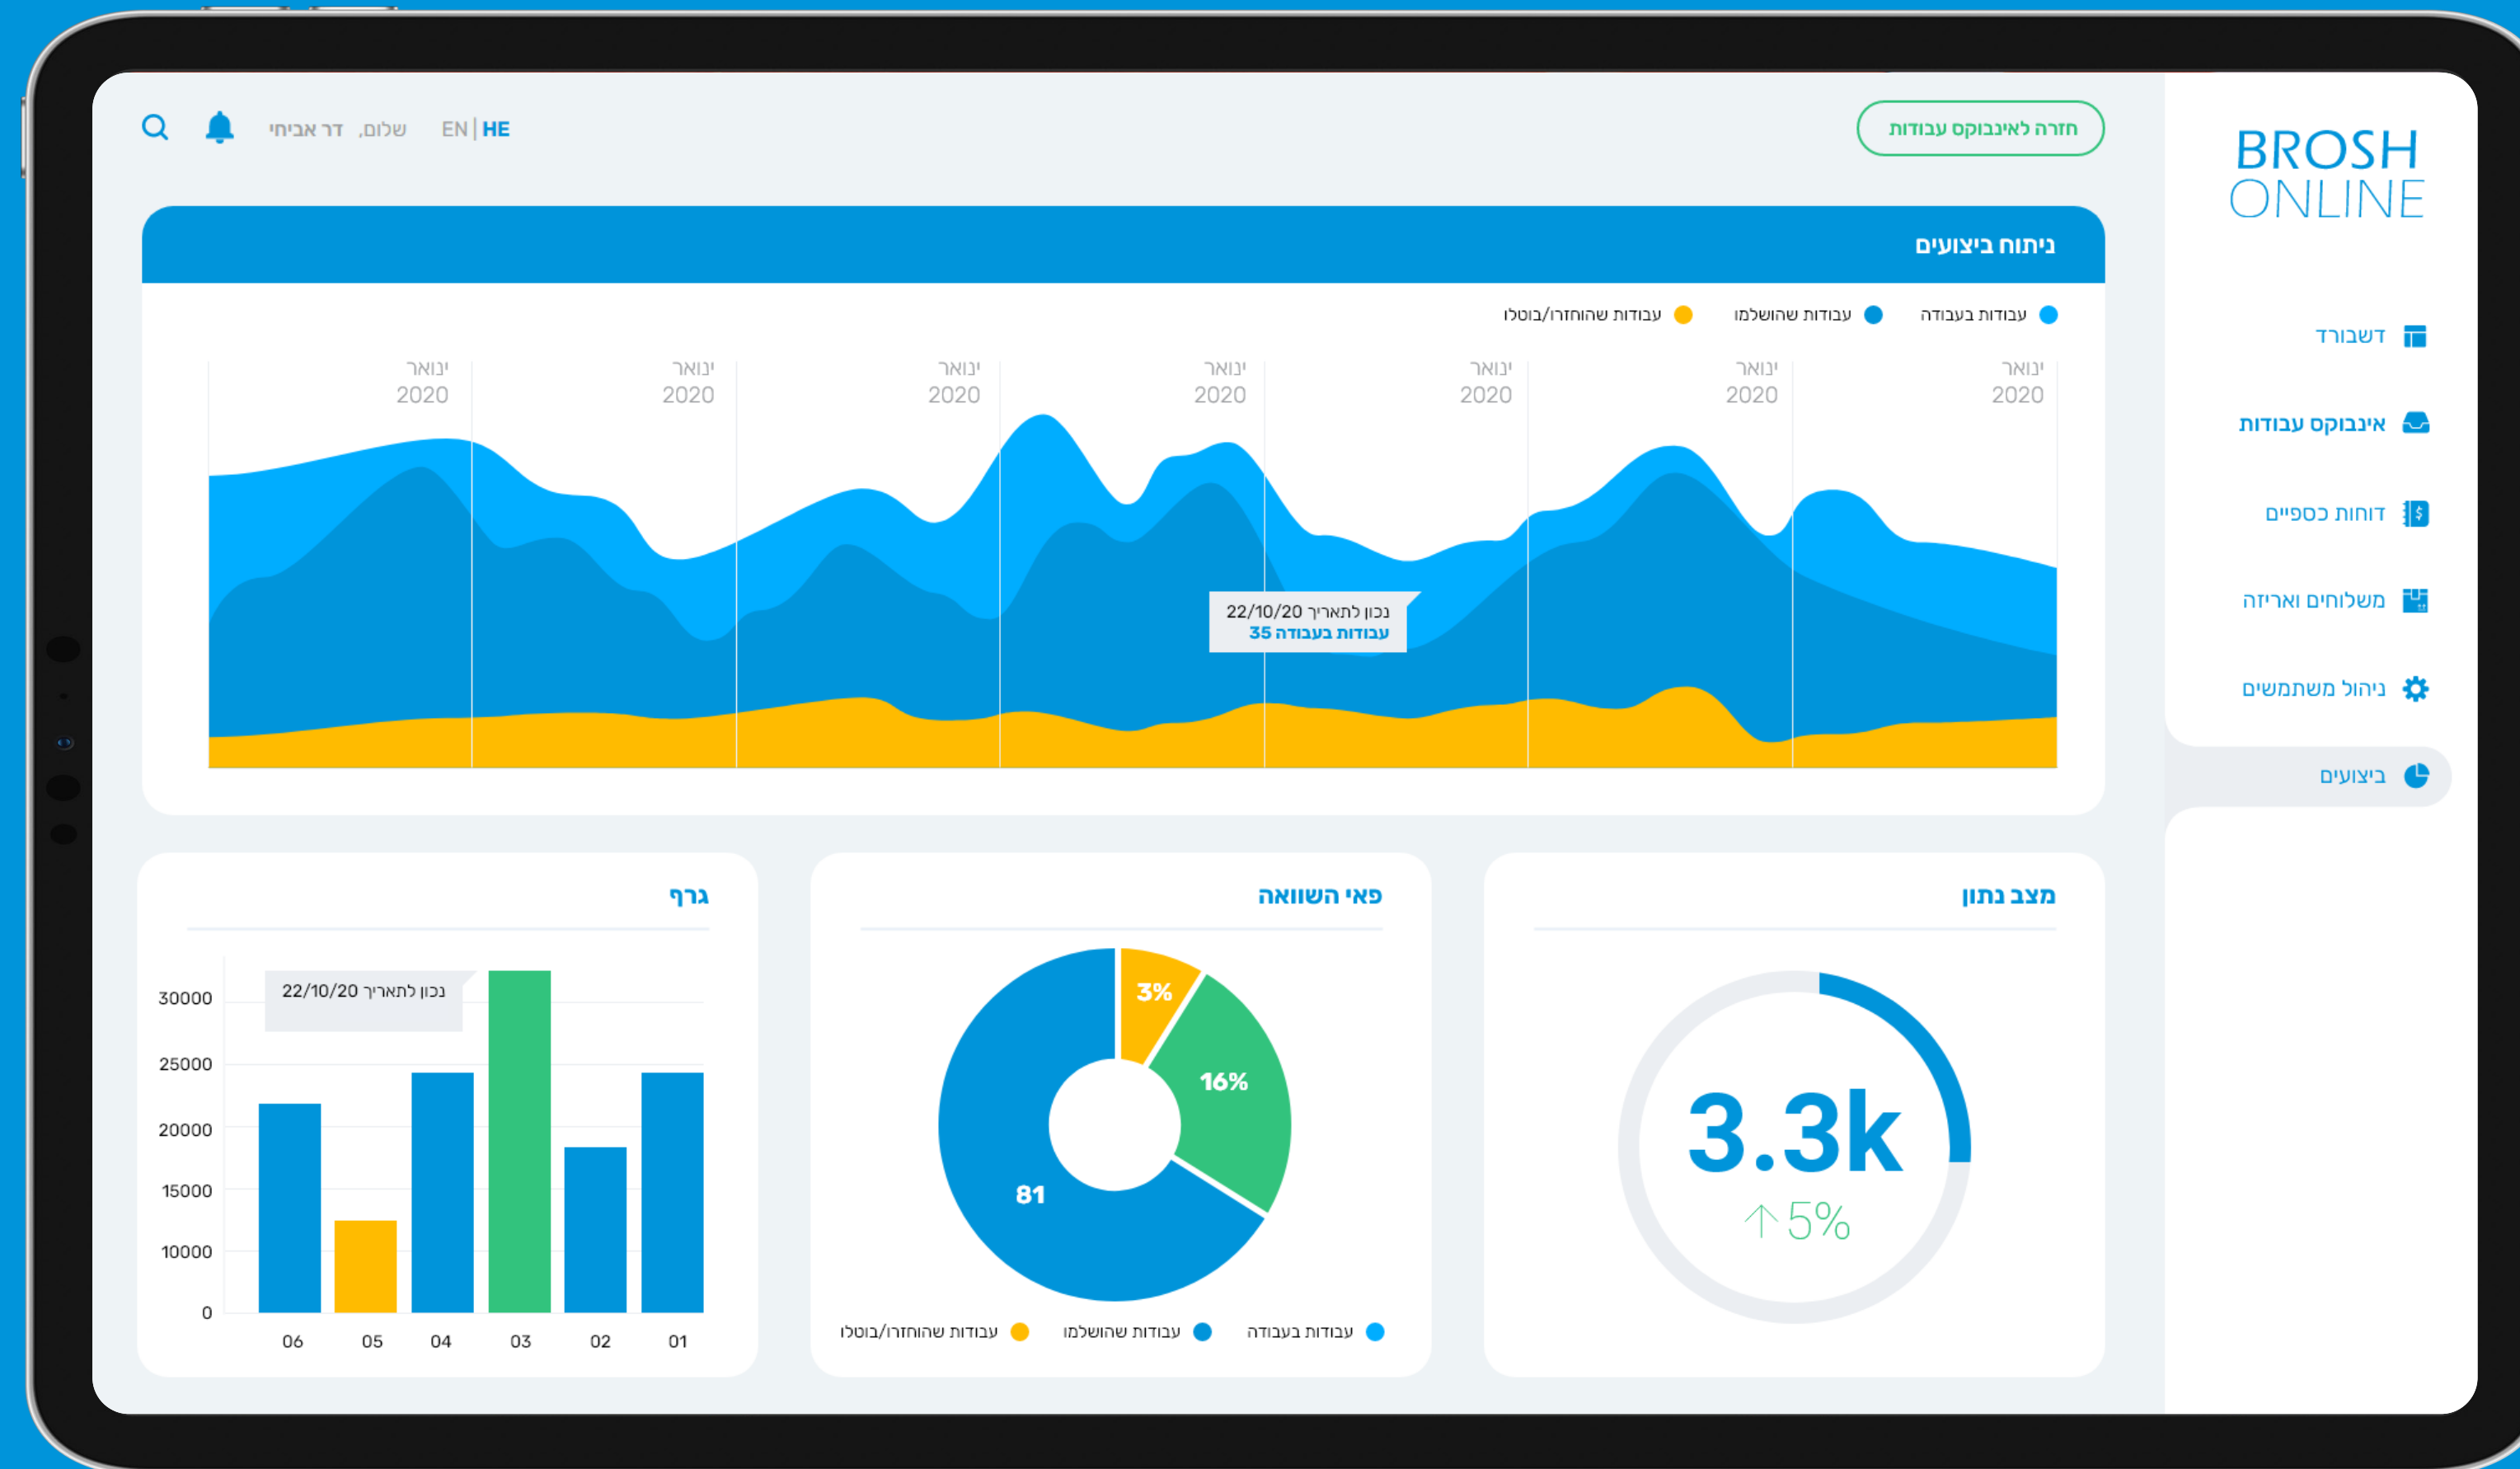 BROSH
ONLINE
דשבורד
אינבוקס עבודות
דוחות כספיים
משלוחים ואריזה
ניהול משתמשים
ביצועים
חזרה לאינבוקס עבודות
EN|HE
שלום, דר אביחי
ניתוח ביצועים
עבודות בעבודה
עבודות שהושלמו
עבודות שהוחזרו/בוטלו
ינואר
2020
ינואר
2020
ינואר
2020
ינואר
2020
ינואר
2020
ינואר
2020
ינואר
2020
נכון לתאריך 22/10/20
עבודות בעבודה 35
מצב נתון
3.3k
↑5%
פאי השוואה
3%
16%
81
עבודות בעבודה
עבודות שהושלמו
עבודות שהוחזרו/בוטלו
גרף
נכון לתאריך 22/10/20
30000
25000
20000
15000
10000
0
06 05 04 03 02 01